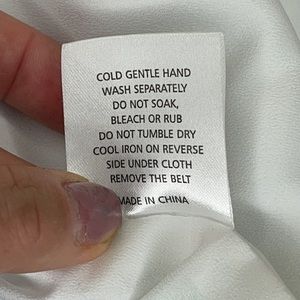 COLD GENTLE HAND
WASH SEPARATELY
DO NOT SOAK,
BLEACH OR RUB
DO NOT TUMBLE DRY
COOL IRON ON REVERSE
SIDE UNDER CLOTH
REMOVE THE BELT
MADE IN CHINA